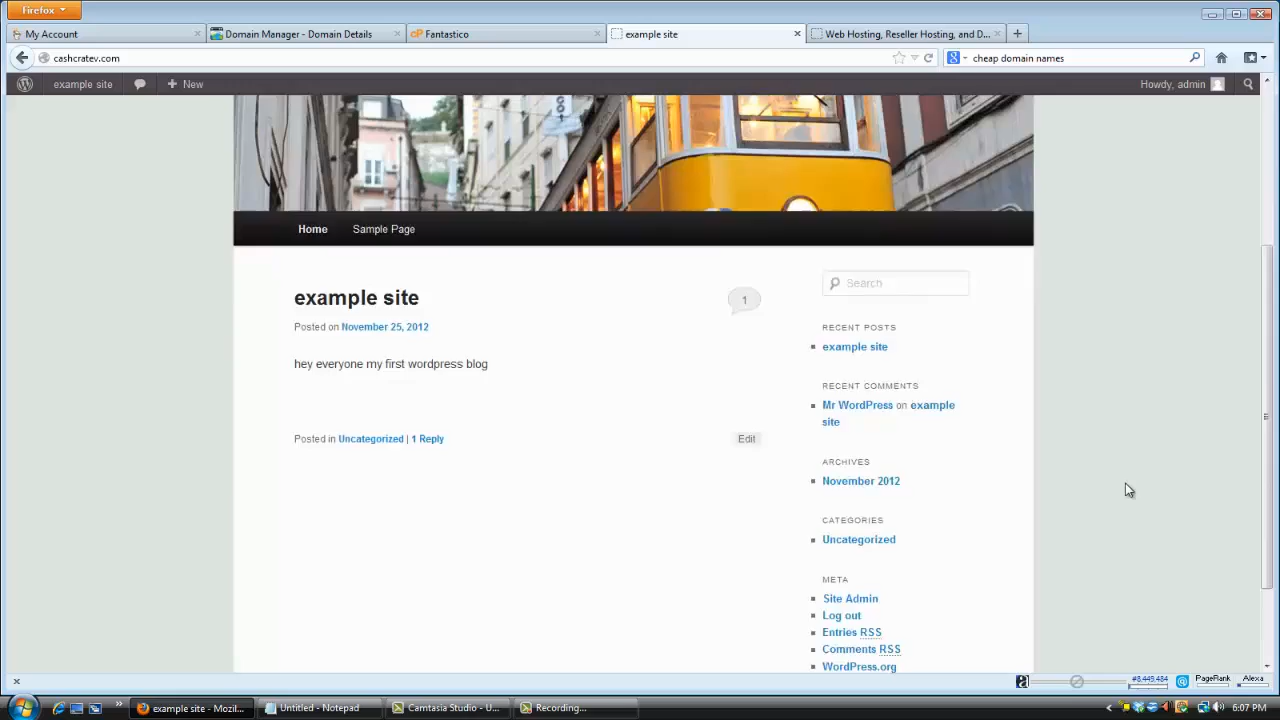 Firefox
My Account
Domain Manager - Domain Details
cP Fantastico
example site
Web Hosting, Reseller Hosting, and D...
cashcratev.com
cheap domain names
example site
New
Howdy, admin
Home
Sample Page
Search
example site
1
Posted on November 25, 2012
hey everyone my first wordpress blog
Posted in Uncategorized | 1 Reply
Edit
RECENT POSTS
example site
RECENT COMMENTS
Mr WordPress on example
site
ARCHIVES
November 2012
CATEGORIES
Uncategorized
META
Site Admin
Log out
Entries RSS
Comments RSS
WordPress.org
#8,449,484
PageRank
Alexa
example site - Mozil...
Untitled - Notepad
Camtasia Studio - U...
Recording...
6:07 PM